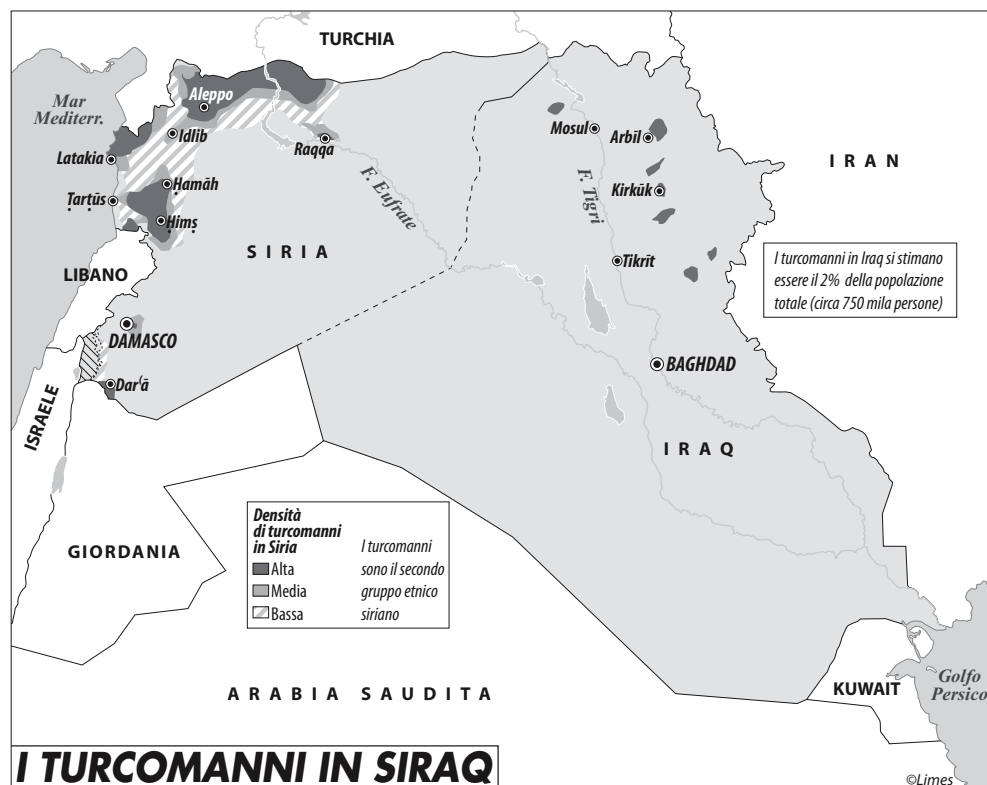 TURCHIA
Mar
Mediterr.
Aleppo
Idlib
Latakia
Raqqa
Mosul
Arbīl
IRAN
Ḥamāh
Ṭarṭūs
Ḥimṣ
F. Eufrate
F. Tigri
Kirkūk
SIRIA
LIBANO
Tikrīt
I turcomanni in Iraq si stimano
essere il 2% della popolazione
totale (circa 750 mila persone)
DAMASCO
Darʿā
BAGHDAD
ISRAELE
IRAQ
GIORDANIA
Densità
di turcomanni
in Siria
Alta
Media
Bassa
I turcomanni
sono il secondo
gruppo etnico
siriano
ARABIA SAUDITA
KUWAIT
Golfo
Persico
I TURCOMANNI IN SIRAQ
©Limes